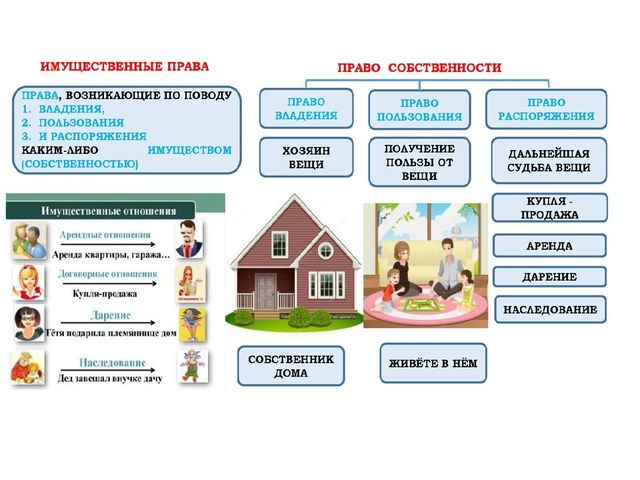 ИМУЩЕСТВЕННЫЕ ПРАВА
ПРАВА, ВОЗНИКАЮЩИЕ ПО ПОВОДУ
1. ВЛАДЕНИЯ,
2. ПОЛЬЗОВАНИЯ
3. И РАСПОРЯЖЕНИЯ
КАКИМ-ЛИБО ИМУЩЕСТВОМ
(СОБСТВЕННОСТЬЮ)
Имущественные отношения
Арендные отношения
Аренда квартиры, гаража...
Договорные отношения
Купля-продажа
Дарение
Тётя подарила племяннице дом
Наследование
Дед завещал внучке дачу
ПРАВО СОБСТВЕННОСТИ
ПРАВО
ВЛАДЕНИЯ
ХОЗЯИН
ВЕЩИ
СОБСТВЕННИК
ДОМА
ПРАВО
ПОЛЬЗОВАНИЯ
ПОЛУЧЕНИЕ
ПОЛЬЗЫ ОТ
ВЕЩИ
ЖИВЁТЕ В НЁМ
ПРАВО
РАСПОРЯЖЕНИЯ
ДАЛЬНЕЙШАЯ
СУДЬБА ВЕЩИ
КУПЛЯ -
ПРОДАЖА
АРЕНДА
ДАРЕНИЕ
НАСЛЕДОВАНИЕ